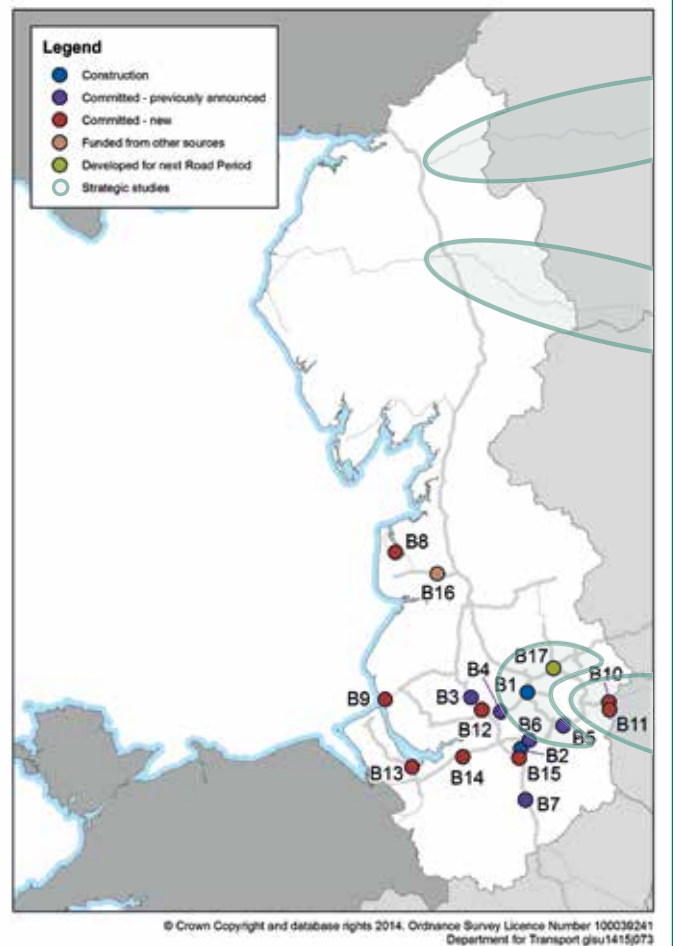 Legend
Construction
Committed - previously announced
Committed - new
Funded from other sources
Developed for next Road Period
Strategic studies
B8
B16
B17
B4
B10
B1
B9
B3
B12
B6
B11
B5
B2
B13
B14
B15
B7
© Crown Copyright and database rights 2014. Ordnance Survey Licence Number 100039241
Department for Transport gisu1415j073